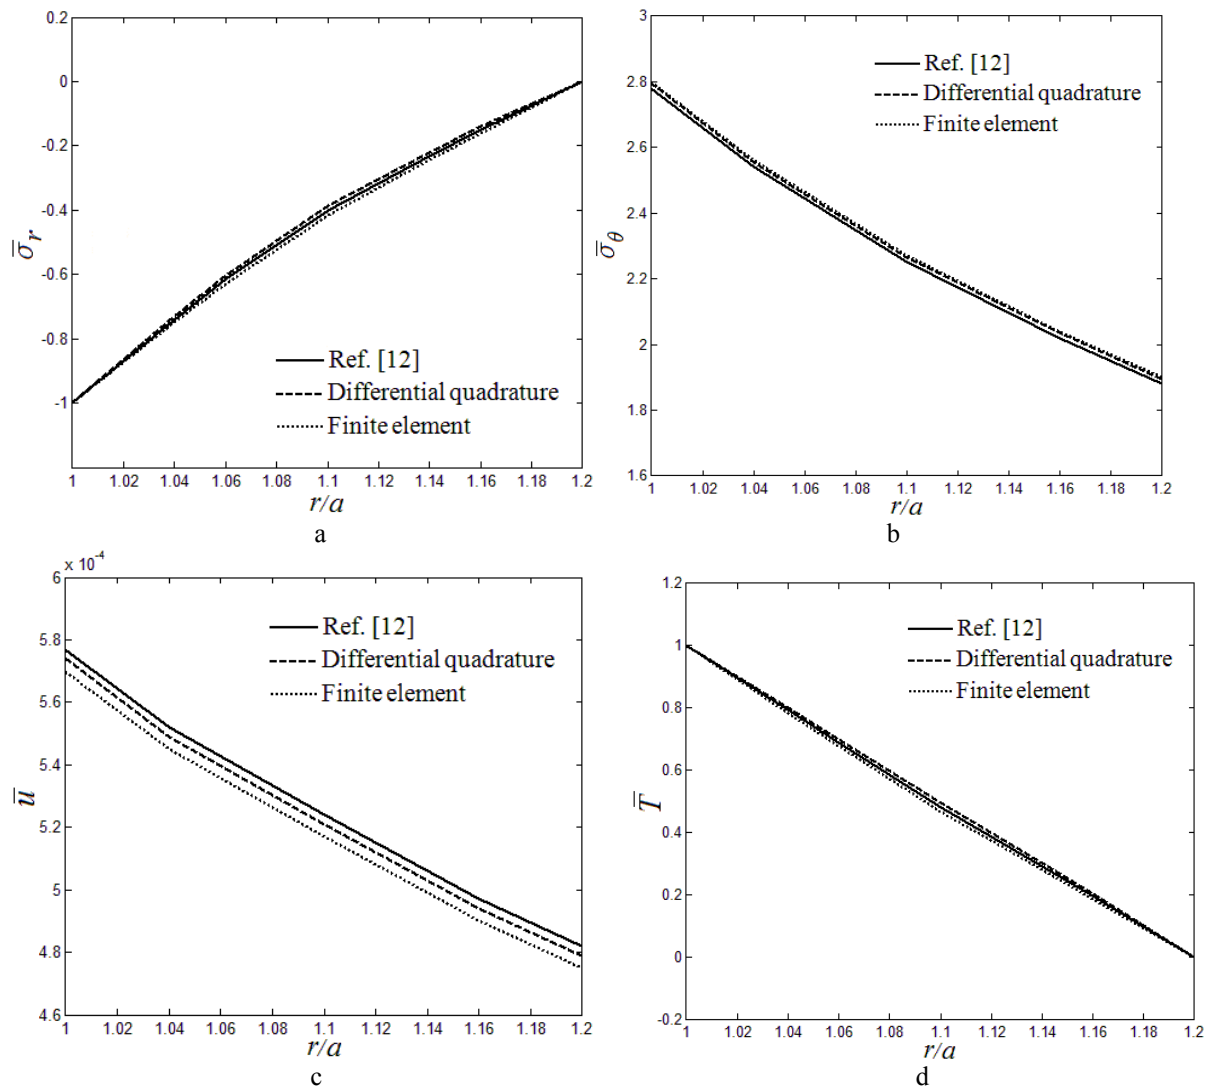 0.2
0
-0.2
-0.4
-0.6
-0.8
-1
σ̅r
Ref. [12]
Differential quadrature
Finite element
1 1.02 1.04 1.06 1.08 1.1 1.12 1.14 1.16 1.18 1.2
r/a
a
3
2.8
2.6
2.4
2.2
2
1.8
1.6
σ̅θ
Ref. [12]
Differential quadrature
Finite element
1 1.02 1.04 1.06 1.08 1.1 1.12 1.14 1.16 1.18 1.2
r/a
b
x 10-4
6
5.8
5.6
5.4
5.2
5
4.8
4.6
u̅
Ref. [12]
Differential quadrature
Finite element
1 1.02 1.04 1.06 1.08 1.1 1.12 1.14 1.16 1.18 1.2
r/a
c
1.2
1
0.8
0.6
0.4
0.2
0
-0.2
T̅
Ref. [12]
Differential quadrature
Finite element
1 1.02 1.04 1.06 1.08 1.1 1.12 1.14 1.16 1.18 1.2
r/a
d